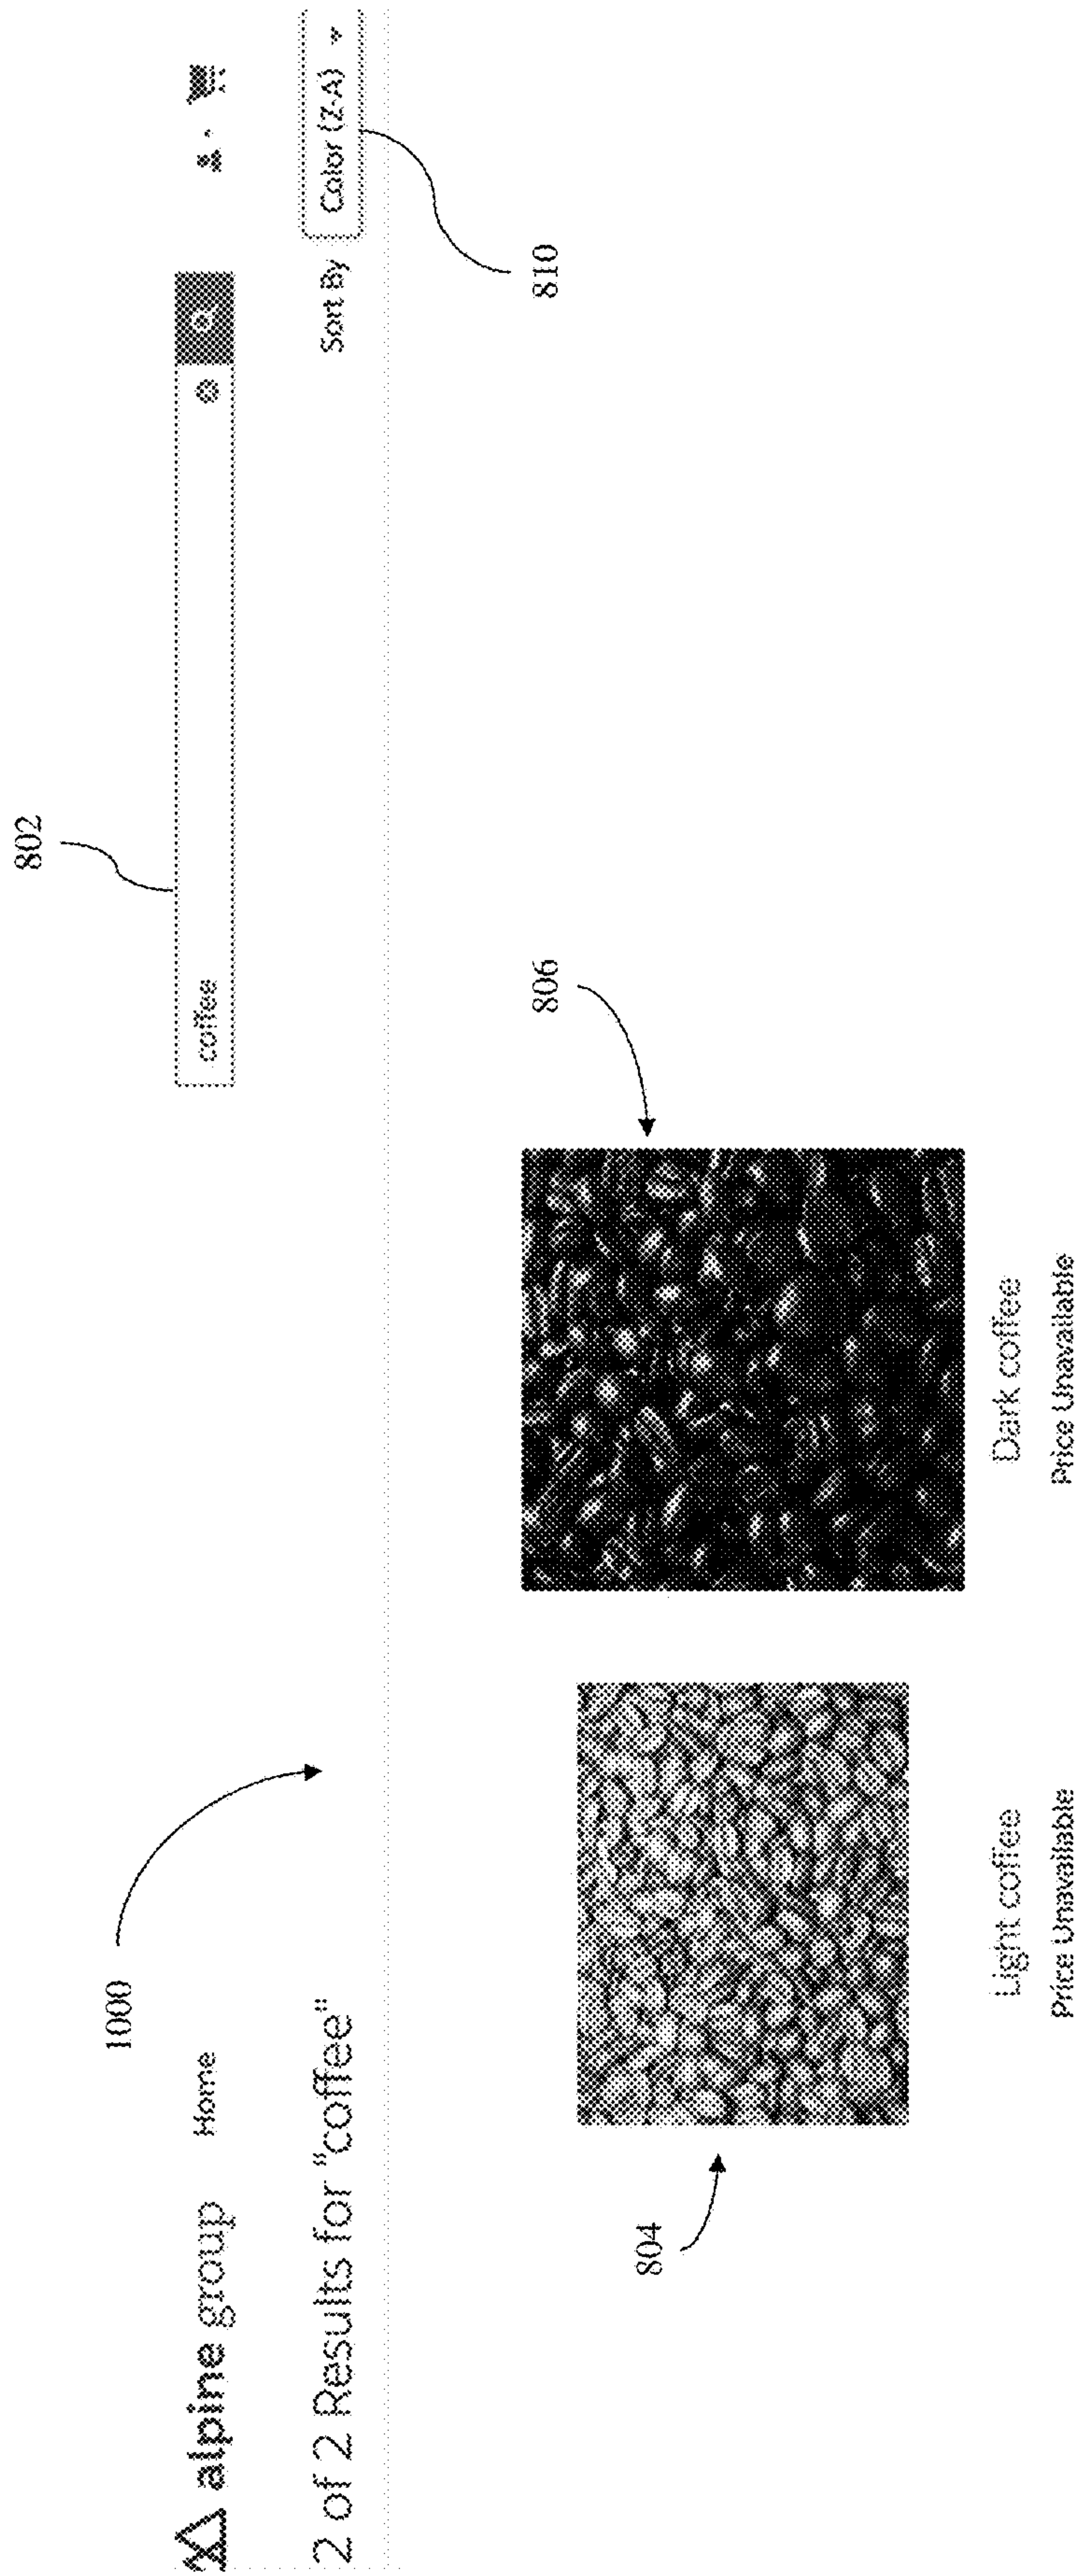 802
alpine group Home coffee
1000
2 of 2 Results for "coffee" Sort By Color (Z-A)
810
806
804
Light coffee Dark coffee
Price Unavailable Price Unavailable